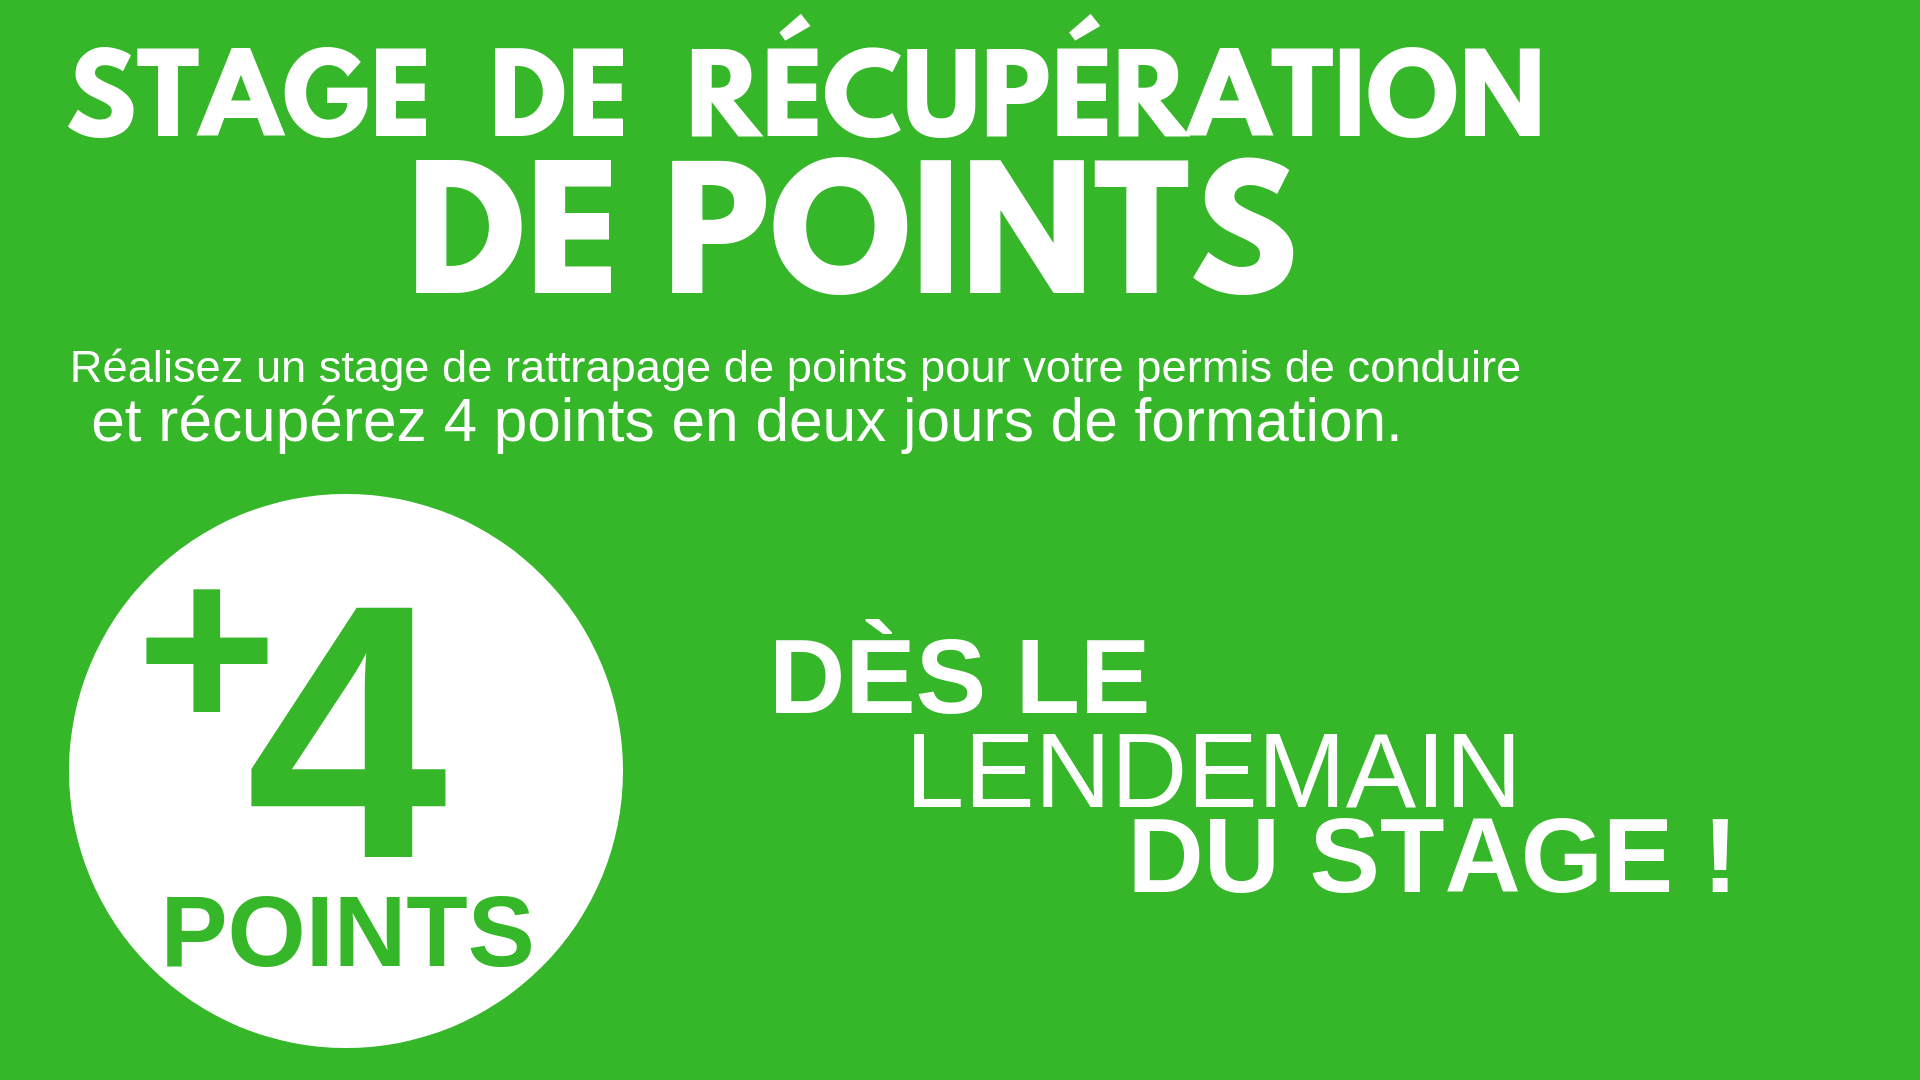 STAGE DE RÉCUPÉRATION
DE POINTS
Réalisez un stage de rattrapage de points pour votre permis de conduire
et récupérez 4 points en deux jours de formation.
+4
POINTS
DÈS LE
LENDEMAIN
DU STAGE !